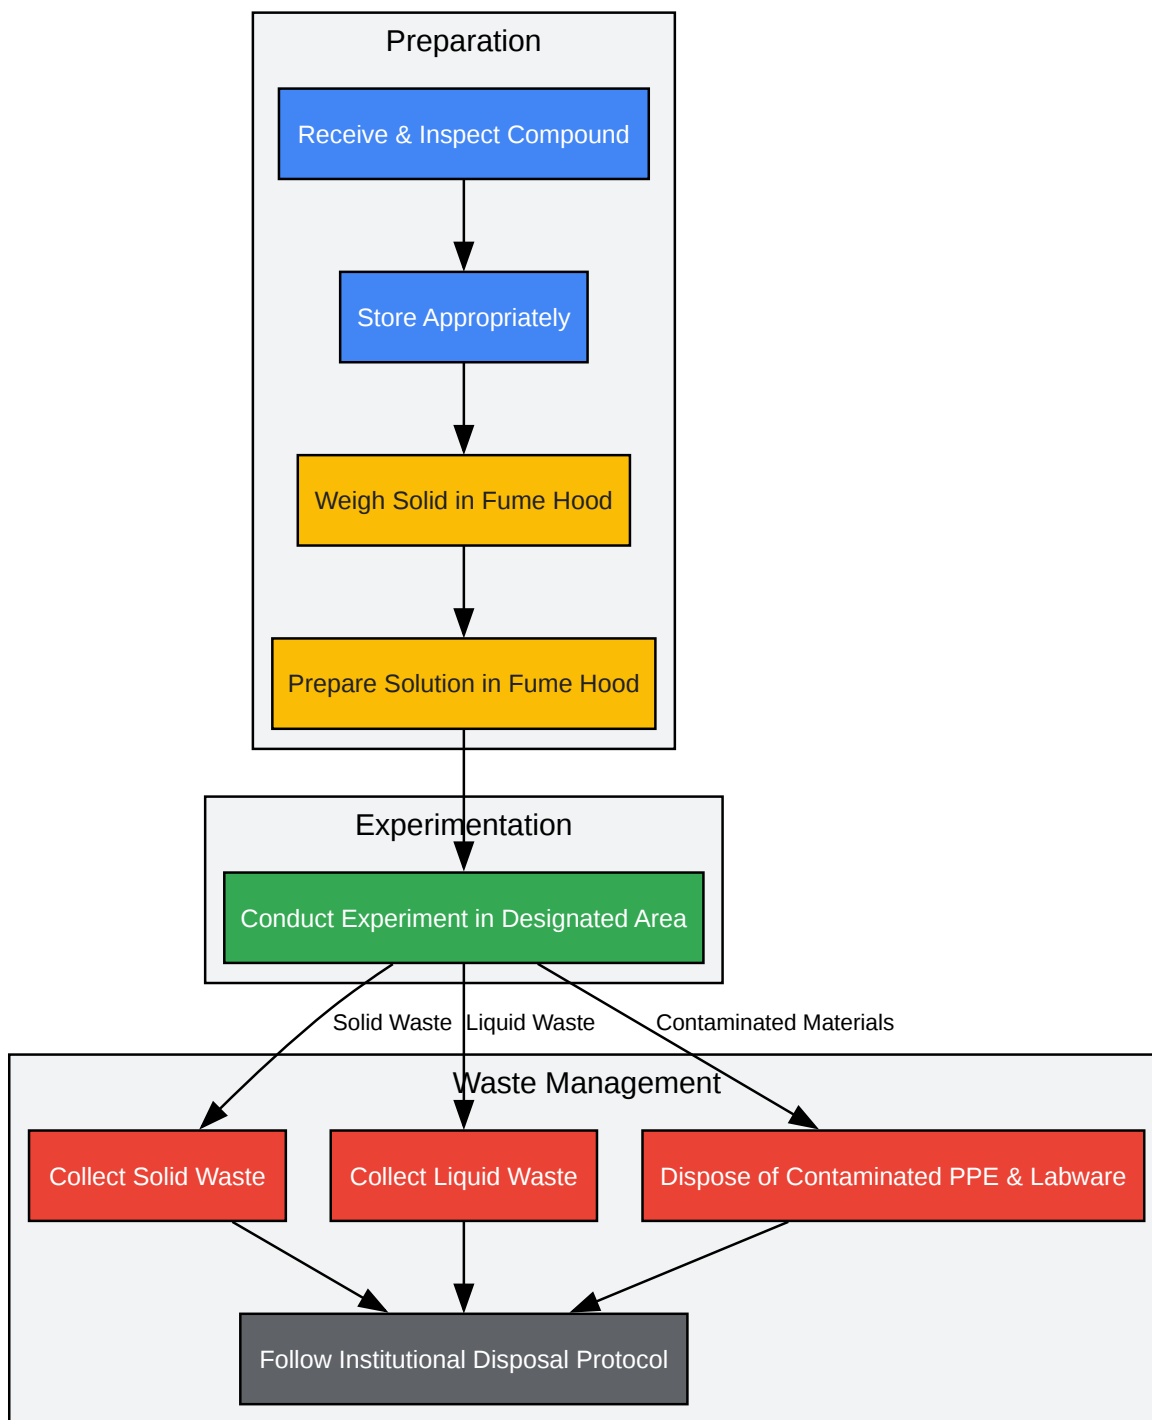 Preparation
Receive & Inspect Compound
Store Appropriately
Weigh Solid in Fume Hood
Prepare Solution in Fume Hood
Experimentation
Conduct Experiment in Designated Area
Solid Waste
Liquid Waste
Contaminated Materials
Waste Management
Collect Solid Waste
Collect Liquid Waste
Dispose of Contaminated PPE & Labware
Follow Institutional Disposal Protocol